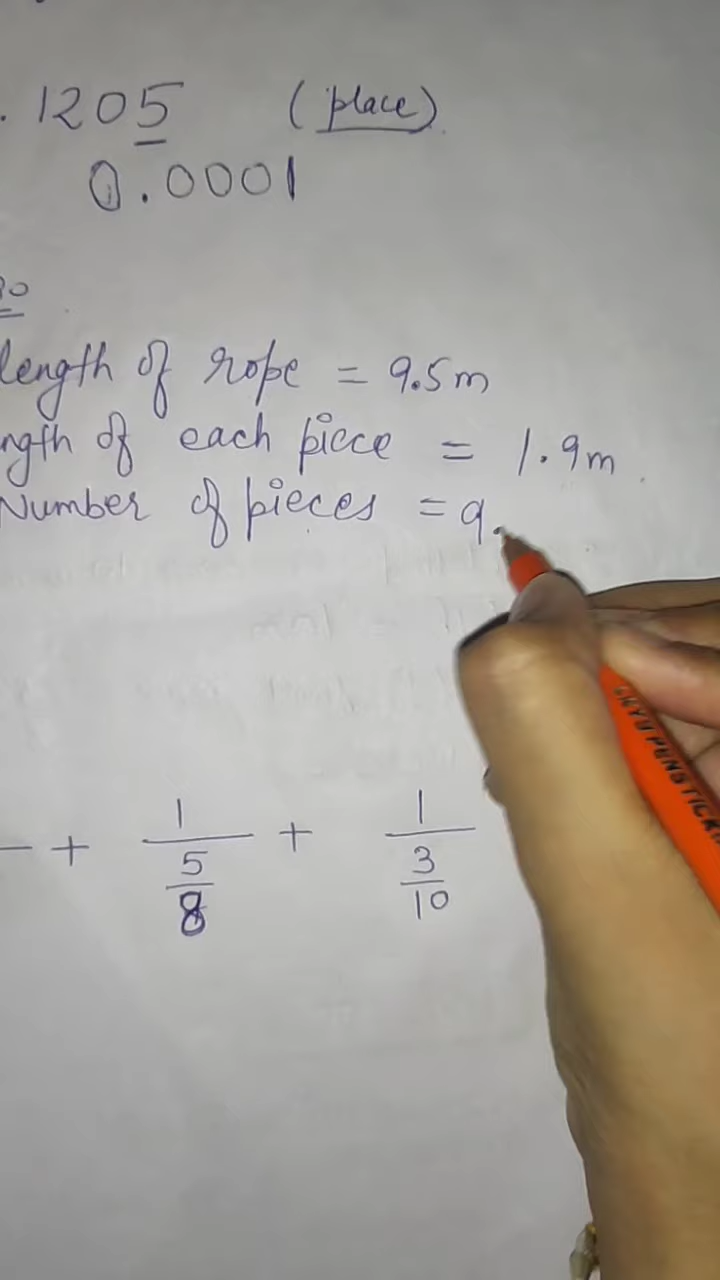 . 1205 (place)
0.0001
length of rope = 9.5m
ngth of each piece = 1.9m
Number of pieces = 9.
+ 1 + 1
5 3
8 10